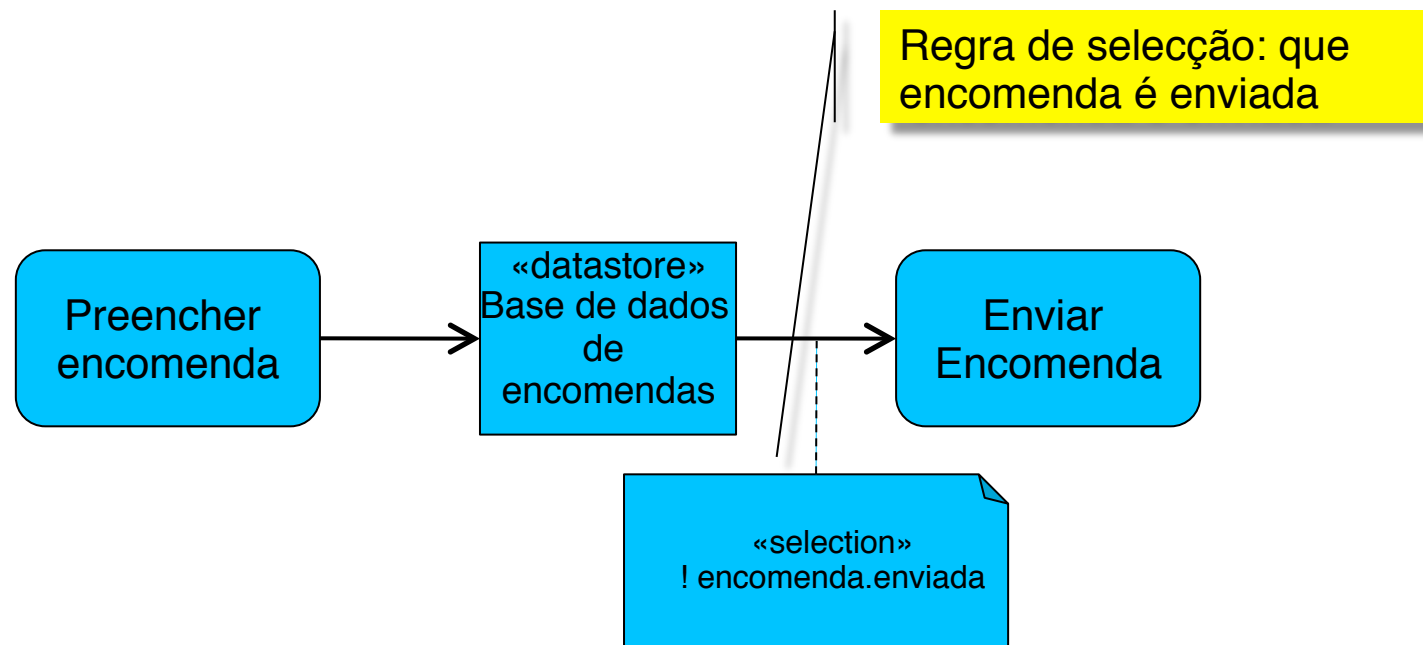 Regra de selecção: que
encomenda é enviada
Preencher
encomenda
«datastore»
Base de dados
de
encomendas
Enviar
Encomenda
«selection»
! encomenda.enviada